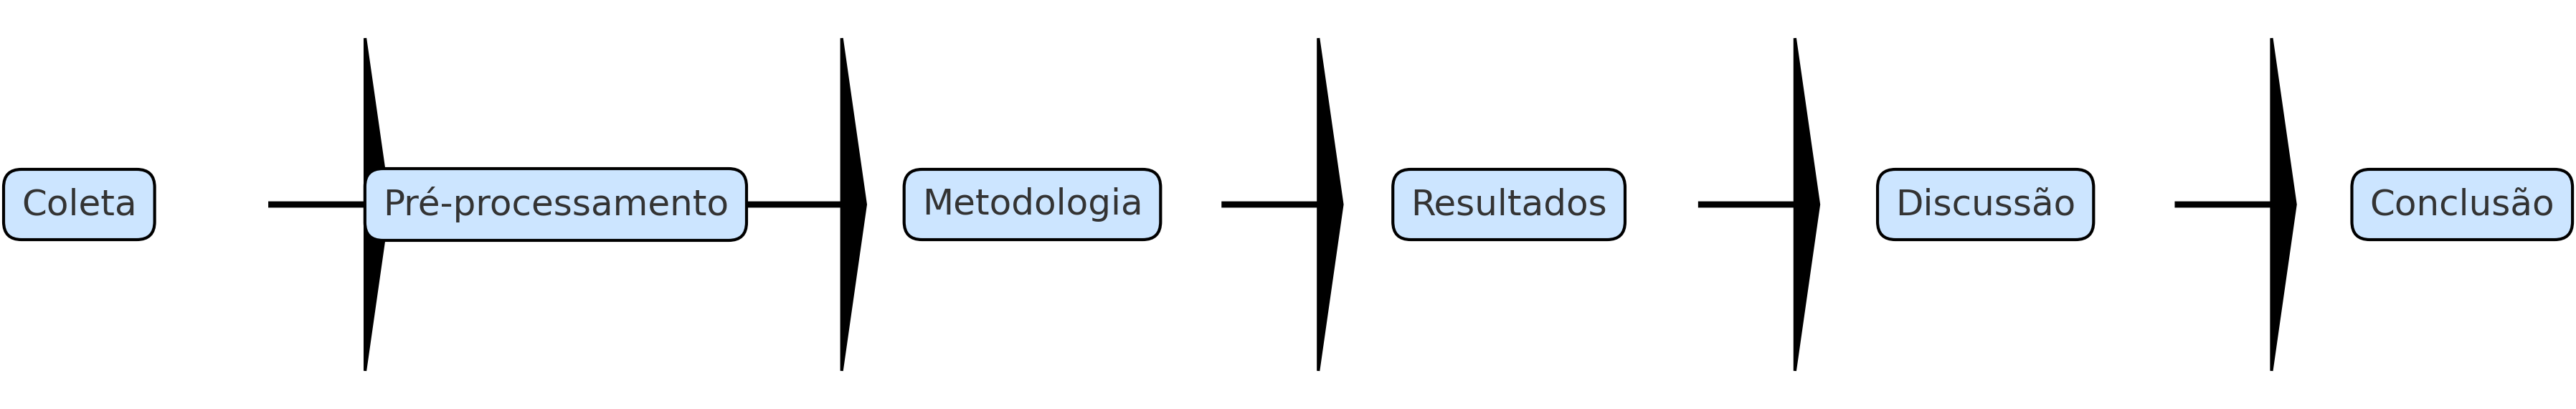 Coleta
Pré-processamento
Metodologia
Resultados
Discussão
Conclusão